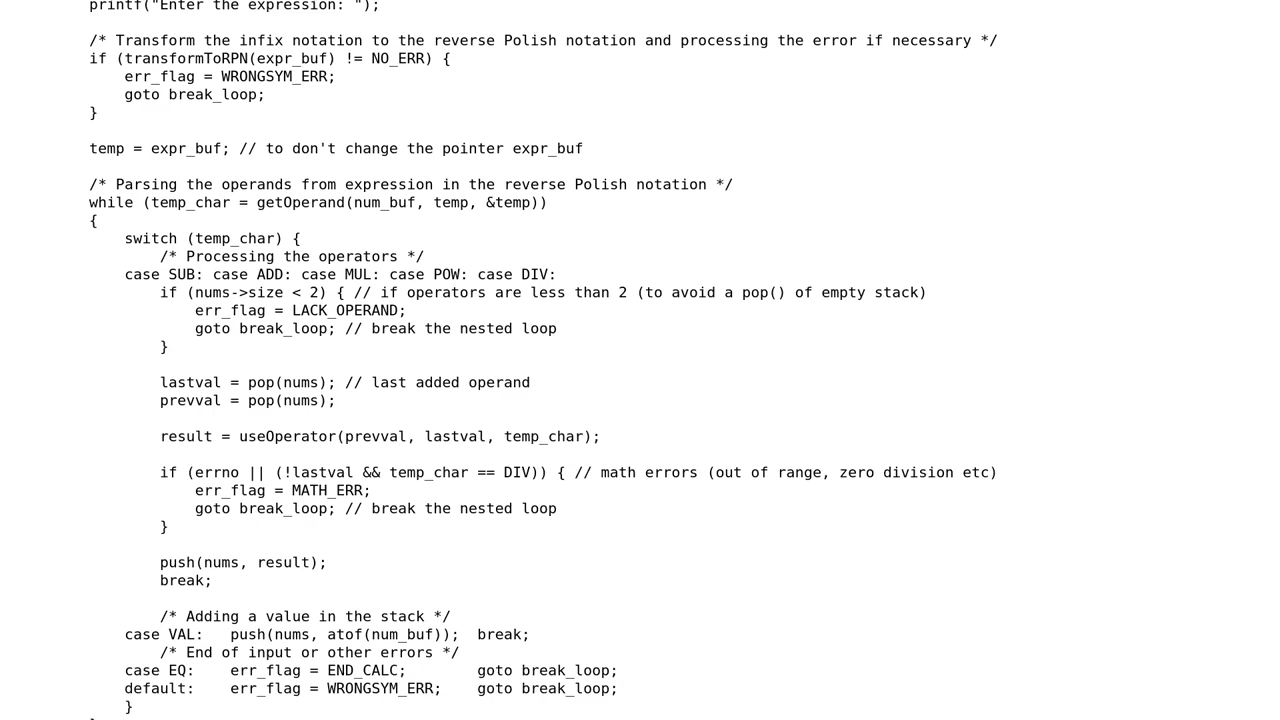 printf("Enter the expression: ");
/* Transform the infix notation to the reverse Polish notation and processing the error if necessary */
if (transformToRPN(expr_buf) != NO_ERR) {
err_flag = WRONGSYM_ERR;
goto break_loop;
}
temp = expr_buf; // to don't change the pointer expr_buf
/* Parsing the operands from expression in the reverse Polish notation */
while (temp_char = getOperand(num_buf, temp, &temp))
{
switch (temp_char) {
/* Processing the operators */
case SUB: case ADD: case MUL: case POW: case DIV:
if (nums->size < 2) { // if operators are less than 2 (to avoid a pop() of empty stack)
err_flag = LACK_OPERAND;
goto break_loop; // break the nested loop
}
lastval = pop(nums); // last added operand
prevval = pop(nums);
result = useOperator(prevval, lastval, temp_char);
if (errno || (!lastval && temp_char == DIV)) { // math errors (out of range, zero division etc)
err_flag = MATH_ERR;
goto break_loop; // break the nested loop
}
push(nums, result);
break;
/* Adding a value in the stack */
case VAL:   push(nums, atof(num_buf));  break;
/* End of input or other errors */
case EQ:    err_flag = END_CALC;        goto break_loop;
default:    err_flag = WRONGSYM_ERR;    goto break_loop;
}